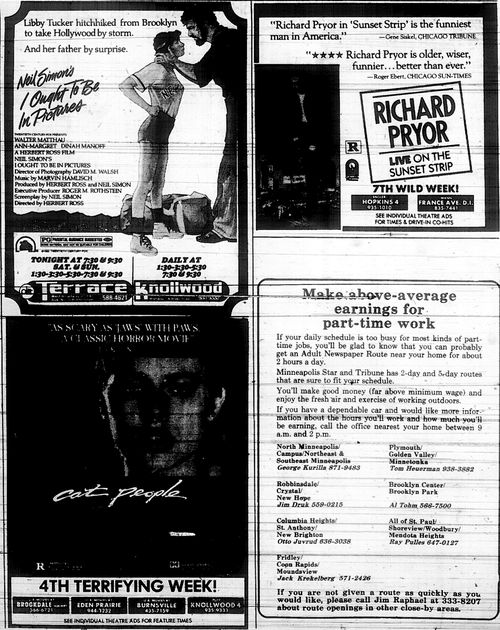 Libby Tucker hitchhiked from Brooklyn
to take Hollywood by storm.
And her father by surprise.
Neil Simon's
I Ought To Be
In Pictures
WALTER MATTHAU
ANN-MARGRET DINAH MANOFF
A HERBERT ROSS FILM
NEIL SIMON'S
I OUGHT TO BE IN PICTURES
Director of Photography DAVID M. WALSH
Music by MARVIN HAMLISCH
Produced by HERBERT ROSS and NEIL SIMON
Executive Producer ROGER M. ROTHSTEIN
Screenplay by NEIL SIMON
Directed by HERBERT ROSS
PG PARENTAL GUIDANCE SUGGESTED
TONIGHT AT 7:30 & 9:30
SAT. & SUN.
1:30-3:30-5:30-7:30 & 9:30
DAILY AT
1:30-3:30-5:30
7:30 & 9:30
Terrace
588-4621
Knollwood
"Richard Pryor in 'Sunset Strip' is the funniest
man in America."
—Gene Siskel, CHICAGO TRIBUNE
"★★★★ Richard Pryor is older, wiser,
funnier...better than ever."
—Roger Ebert, CHICAGO SUN-TIMES
RICHARD
PRYOR
LIVE ON THE
SUNSET STRIP
R
7TH WILD WEEK!
HOPKINS 4
935-1010
FRANCE AVE. D.I.
835-7441
SEE INDIVIDUAL THEATRE ADS
FOR TIMES & DRIVE-IN CO-HITS
"AS SCARY AS 'JAWS' WITH PAWS.
A CLASSIC HORROR MOVIE"
cat people
R
4TH TERRIFYING WEEK!
BROOKDALE
566-6721
EDEN PRAIRIE
944-1232
BURNSVILLE
435-7159
KNOLLWOOD 4
935-9333
SEE INDIVIDUAL THEATRE ADS FOR FEATURE TIMES
Make above-average
earnings for
part-time work
If your daily schedule is too busy for most kinds of part-
time jobs, you'll be glad to know that you can probably
get an Adult Newspaper Route near your home for about
2 hours a day.
Minneapolis Star and Tribune has 2-day and 5-day routes
that are sure to fit your schedule.
You'll make good money (far above minimum wage) and
enjoy the fresh air and exercise of working outdoors.
If you have a dependable car and would like more infor-
mation about the hours you'll work and how much you'll
be earning, call the office nearest your home between 9
a.m. and 2 p.m.
North Minneapolis/
Campus/Northeast &
Southeast Minneapolis
George Kurilla 871-9483
Plymouth/
Golden Valley/
Minnetonka
Tom Heuerman 938-3882
Robbinsdale/
Crystal/
New Hope
Jim Druk 559-0215
Brooklyn Center/
Brooklyn Park
Al Tohm 566-7500
Columbia Heights/
St. Anthony/
New Brighton
Otto Juvrud 636-3038
All of St. Paul/
Shoreview/Woodbury/
Mendota Heights
Ray Pulles 647-0127
Fridley/
Coon Rapids/
Moundsview
Jack Krekelberg 571-2426
If you are not given a route as quickly as you
would like, please call Jim Raphael at 333-8207
about route openings in other close-by areas.